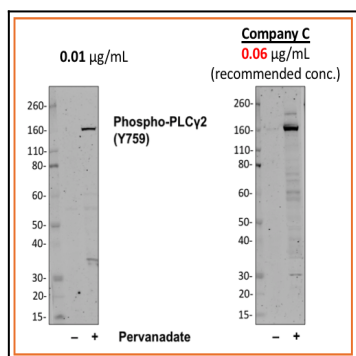 0.01 µg/mL
Company C
0.06 µg/mL
(recommended conc.)
Phospho-PLCγ2
(Y759)
260-
160-
110-
80-
60-
50-
40-
30-
20-
15-
260-
160-
110-
80-
60-
50-
40-
30-
20-
15-
– + Pervanadate – +